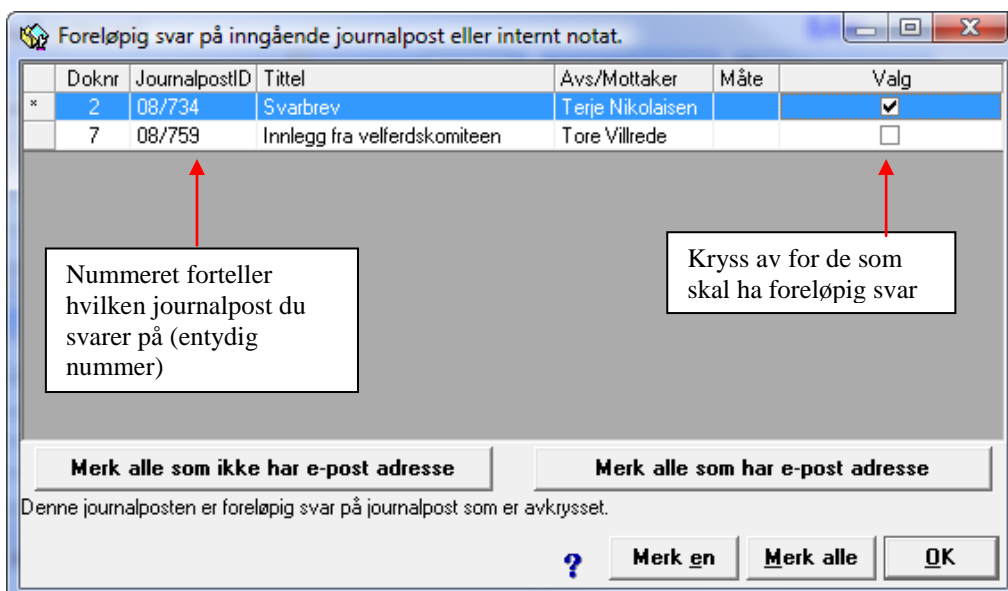 Foreløpig svar på inngående journalpost eller internt notat.
Doknr JournalpostID Tittel Avs/Mottaker Måte Valg
* 2 08/734 Svarbrev Terje Nikolaisen
7 08/759 Innlegg fra velferdskomiteen Tore Villrede
Nummeret forteller
hvilken journalpost du
svarer på (entydig
nummer)
Kryss av for de som
skal ha foreløpig svar
Merk alle som ikke har e-post adresse
Merk alle som har e-post adresse
Denne journalposten er foreløpig svar på journalpost som er avkrysset.
? Merk en Merk alle OK